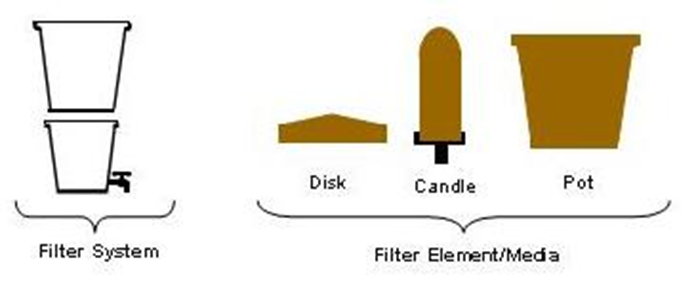 Disk
Candle
Pot
Filter System
Filter Element/Media